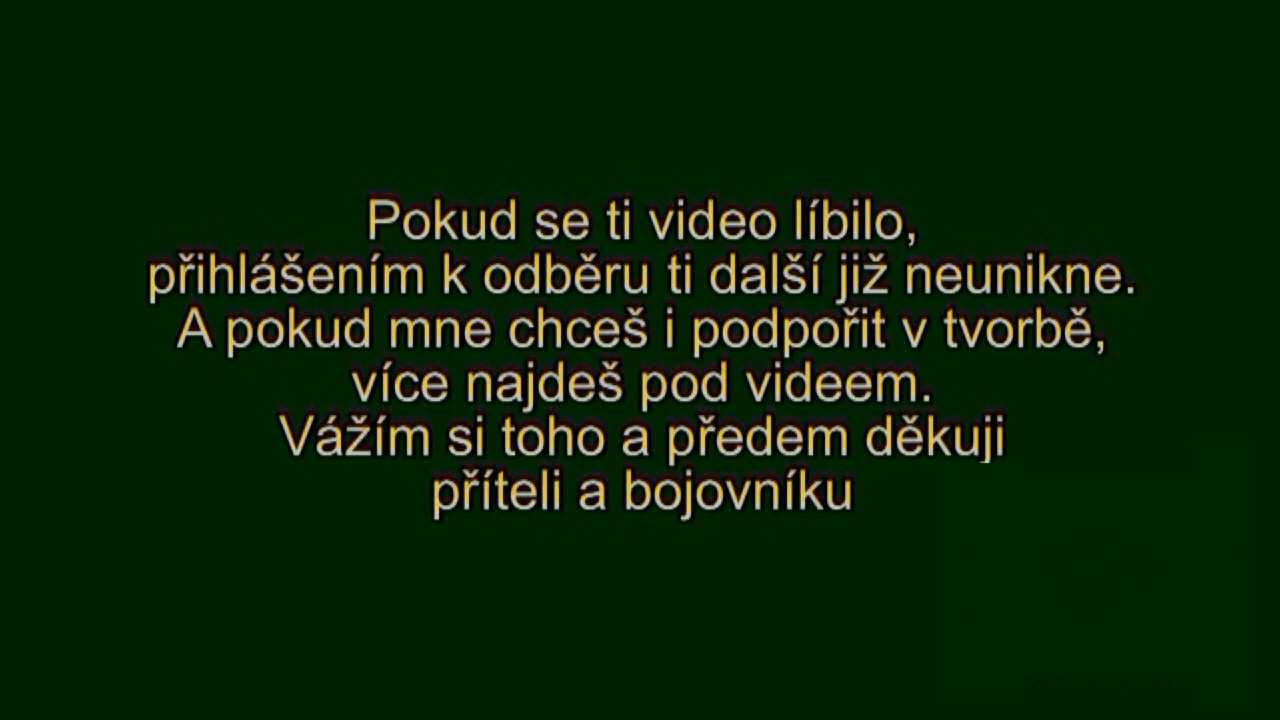 Pokud se ti video líbilo,
přihlášením k odběru ti další již neunikne.
A pokud mne chceš i podpořit v tvorbě,
více najdeš pod videem.
Vážím si toho a předem děkuji
příteli a bojovníku